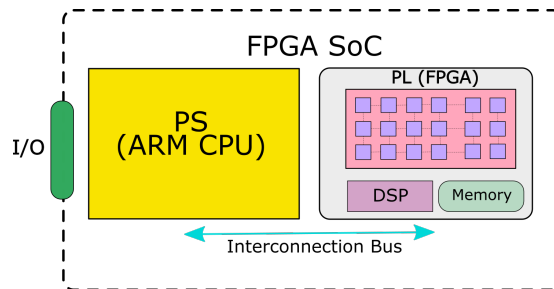 FPGA SoC
I/O
PS
(ARM CPU)
PL (FPGA)
DSP
Memory
Interconnection Bus